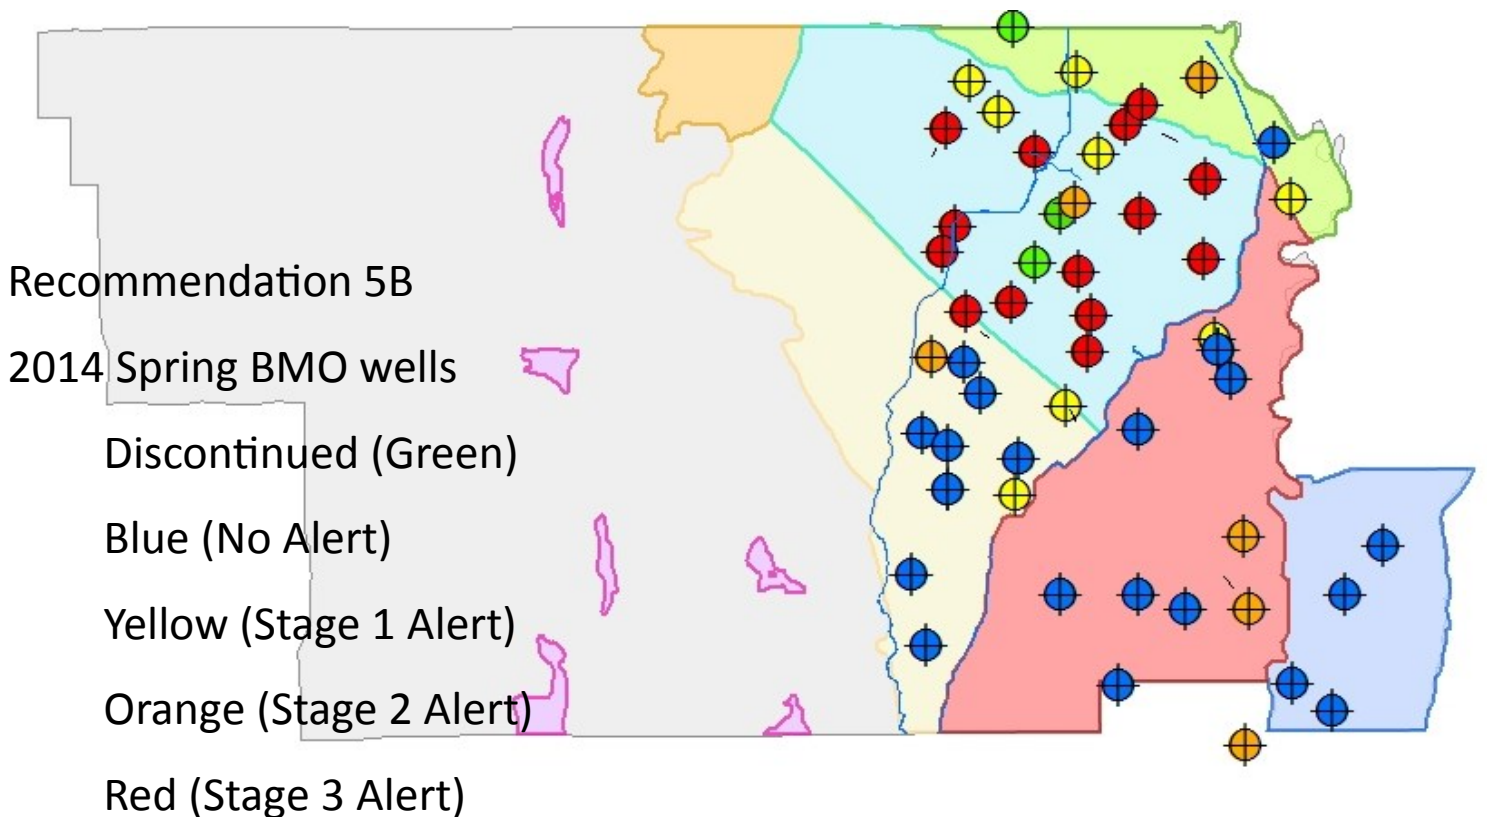 Recommendation 5B
2014 Spring BMO wells
Discontinued (Green)
Blue (No Alert)
Yellow (Stage 1 Alert)
Orange (Stage 2 Alert)
Red (Stage 3 Alert)